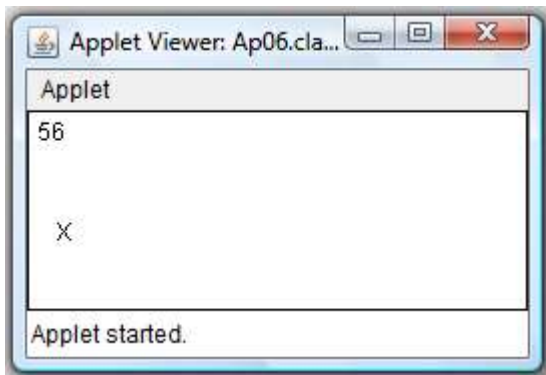 Applet Viewer: Ap06.cla...
Applet
56
X
Applet started.